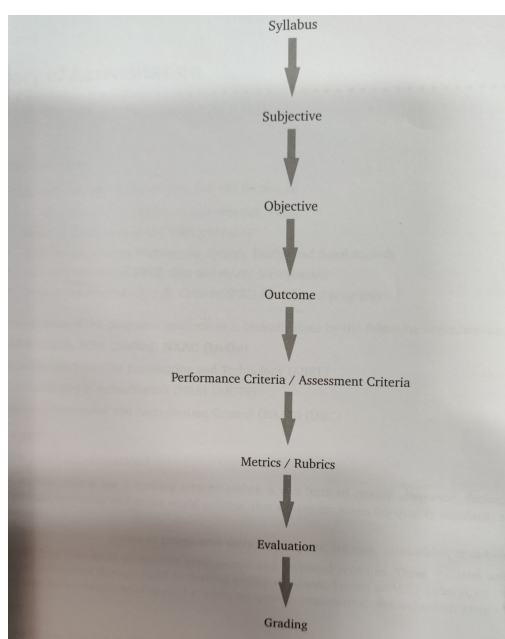 Syllabus
Subjective
Objective
Outcome
Performance Criteria / Assessment Criteria
Metrics / Rubrics
Evaluation
Grading